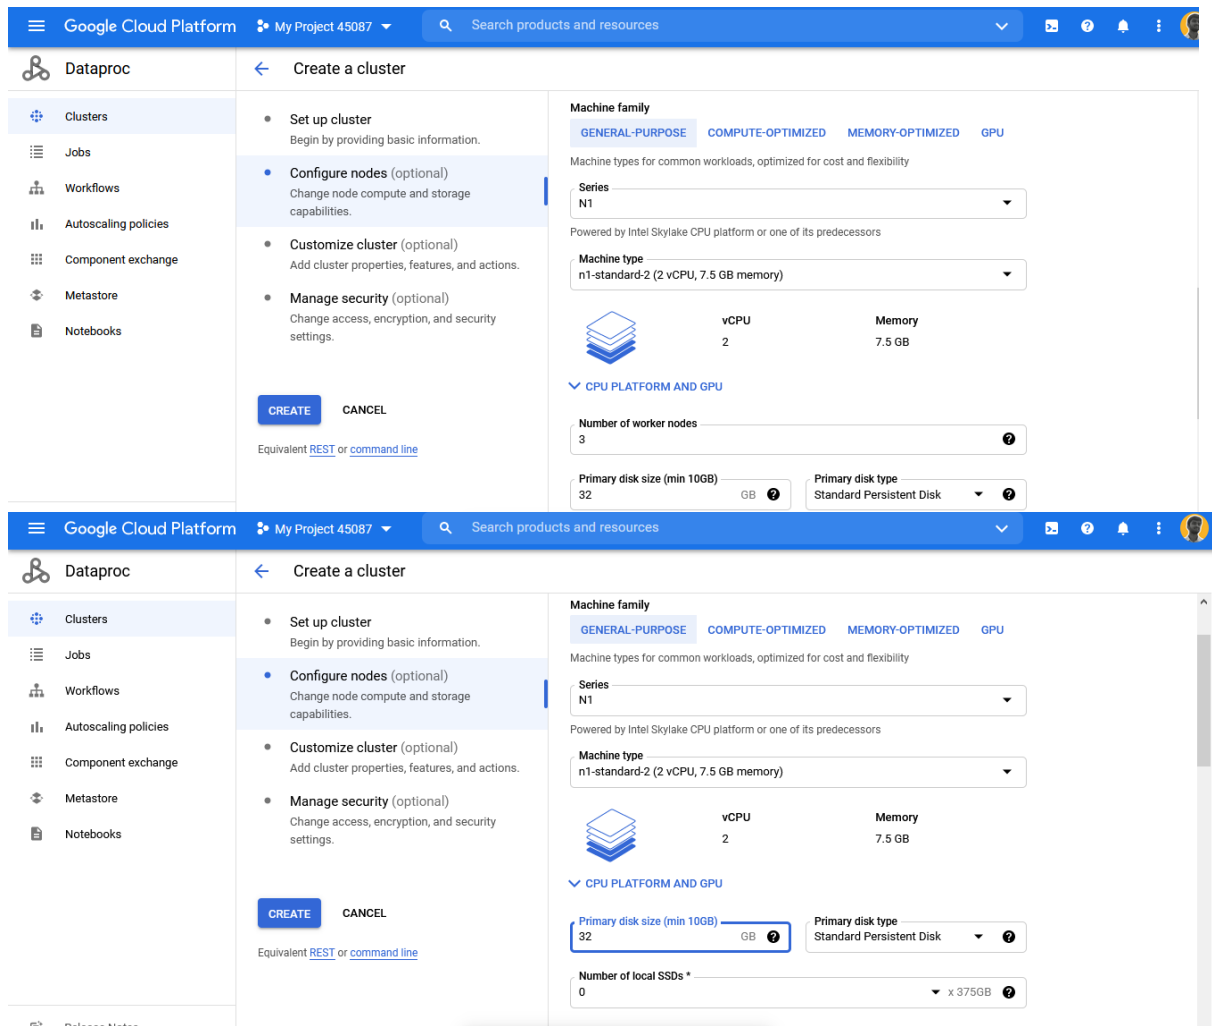 Google Cloud Platform
My Project 45087
Search products and resources
Dataproc
Create a cluster
Clusters
Jobs
Workflows
Autoscaling policies
Component exchange
Metastore
Notebooks
Set up cluster
Begin by providing basic information.
Configure nodes (optional)
Change node compute and storage
capabilities.
Customize cluster (optional)
Add cluster properties, features, and actions.
Manage security (optional)
Change access, encryption, and security
settings.
CREATE
CANCEL
Equivalent REST or command line
Machine family
GENERAL-PURPOSE
COMPUTE-OPTIMIZED
MEMORY-OPTIMIZED
GPU
Machine types for common workloads, optimized for cost and flexibility
Series
N1
Powered by Intel Skylake CPU platform or one of its predecessors
Machine type
n1-standard-2 (2 vCPU, 7.5 GB memory)
vCPU
2
Memory
7.5 GB
CPU PLATFORM AND GPU
Number of worker nodes
3
Primary disk size (min 10GB)
32
GB
Primary disk type
Standard Persistent Disk
Google Cloud Platform
My Project 45087
Search products and resources
Dataproc
Create a cluster
Clusters
Jobs
Workflows
Autoscaling policies
Component exchange
Metastore
Notebooks
Release Notes
Set up cluster
Begin by providing basic information.
Configure nodes (optional)
Change node compute and storage
capabilities.
Customize cluster (optional)
Add cluster properties, features, and actions.
Manage security (optional)
Change access, encryption, and security
settings.
CREATE
CANCEL
Equivalent REST or command line
Machine family
GENERAL-PURPOSE
COMPUTE-OPTIMIZED
MEMORY-OPTIMIZED
GPU
Machine types for common workloads, optimized for cost and flexibility
Series
N1
Powered by Intel Skylake CPU platform or one of its predecessors
Machine type
n1-standard-2 (2 vCPU, 7.5 GB memory)
vCPU
2
Memory
7.5 GB
CPU PLATFORM AND GPU
Primary disk size (min 10GB)
32
GB
Primary disk type
Standard Persistent Disk
Number of local SSDs *
0
x 375GB